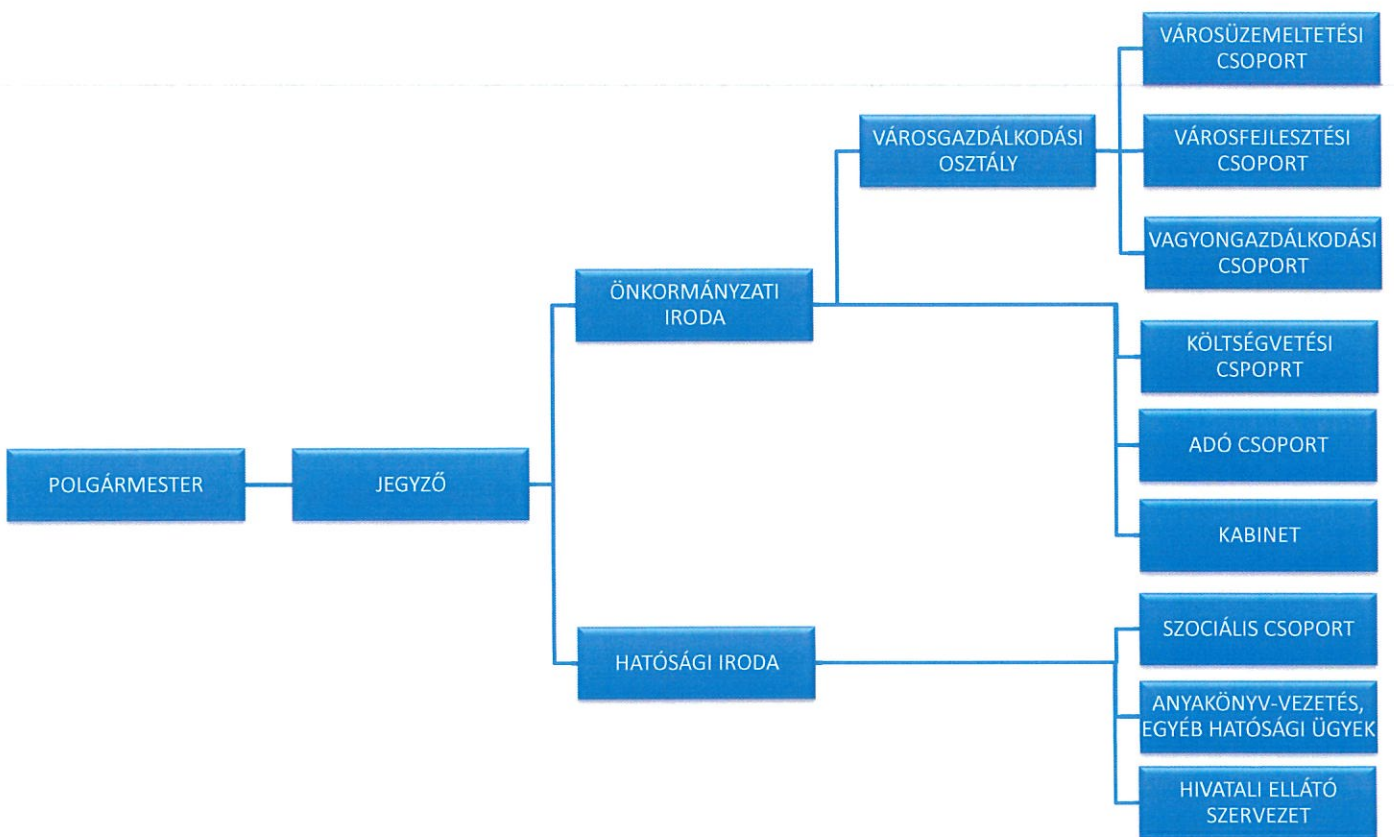 VÁROSÜZEMELTETÉSI
CSOPORT
VÁROSGAZDÁLKODÁSI
OSZTÁLY
VÁROSFEJLESZTÉSI
CSOPORT
VAGYONGAZDÁLKODÁSI
CSOPORT
ÖNKORMÁNYZATI
IRODA
KÖLTSÉGVETÉSI
CSPOPRT
ADÓ CSOPORT
POLGÁRMESTER
JEGYZŐ
KABINET
SZOCIÁLIS CSOPORT
HATÓSÁGI IRODA
ANYAKÖNYV-VEZETÉS,
EGYÉB HATÓSÁGI ÜGYEK
HIVATALI ELLÁTÓ
SZERVEZET